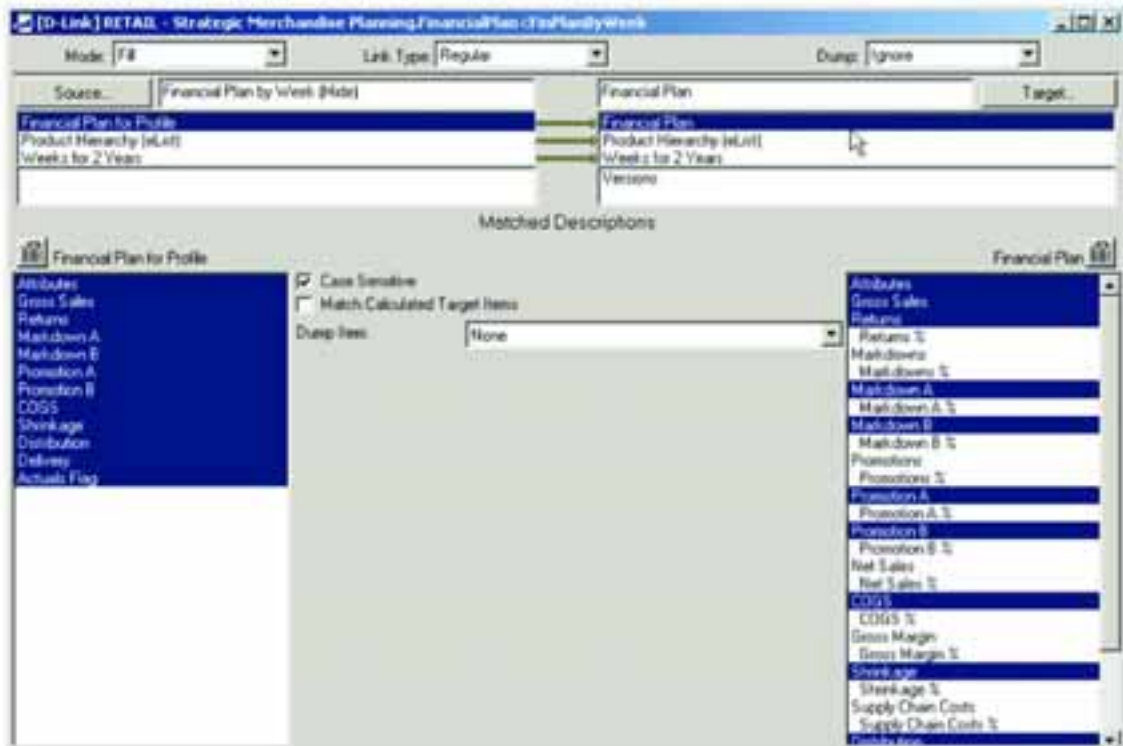 [D-Link] RETAIL - Strategic Merchandise Planning.FinancialPlan<FinPlanByWeek
Mode: Fill Link Type: Regular Dump: Ignore
Source... Financial Plan by Week (Hide) Financial Plan Target...
Financial Plan for Profile Financial Plan
Product Hierarchy (eList) Product Hierarchy (eList)
Weeks for 2 Years Weeks for 2 Years
Versions
Matched Descriptions
Financial Plan for Profile Financial Plan
Attributes
Gross Sales
Returns
Markdown A
Markdown B
Promotion A
Promotion B
COGS
Shrinkage
Distribution
Delivery
Actuals Flag
Case Sensitive
Match Calculated Target Items
Dump Item: None
Attributes
Gross Sales
Returns
Returns %
Markdowns
Markdowns %
Markdown A
Markdown A %
Markdown B
Markdown B %
Promotions
Promotions %
Promotion A
Promotion A %
Promotion B
Promotion B %
Net Sales
Net Sales %
COGS
COGS %
Gross Margin
Gross Margin %
Shrinkage
Shrinkage %
Supply Chain Costs
Supply Chain Costs %
Distribution